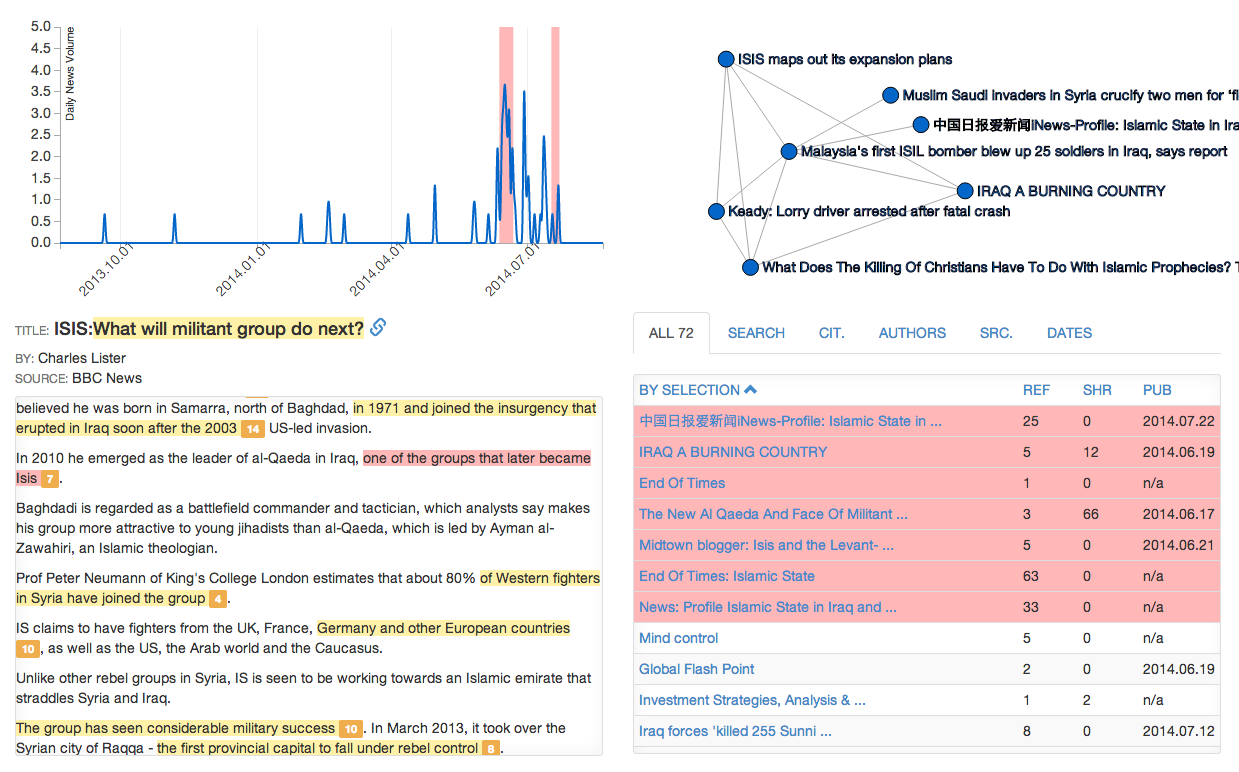 5.0
4.5
4.0
3.5
3.0
2.5
2.0
1.5
1.0
0.5
0.0
Daily News Volume
2013.10.01
2014.01.01
2014.04.01
2014.07.01
ISIS maps out its expansion plans
Muslim Saudi invaders in Syria crucify two men for 'fi
中国日报爱新闻iNews-Profile: Islamic State in Ira
Malaysia's first ISIL bomber blew up 25 soldiers in Iraq, says report
IRAQ A BURNING COUNTRY
Keady: Lorry driver arrested after fatal crash
What Does The Killing Of Christians Have To Do With Islamic Prophecies? T
TITLE: ISIS:What will militant group do next?
BY: Charles Lister
SOURCE: BBC News
believed he was born in Samarra, north of Baghdad, in 1971 and joined the insurgency that
erupted in Iraq soon after the 2003 14 US-led invasion.
In 2010 he emerged as the leader of al-Qaeda in Iraq, one of the groups that later became
Isis 7 .
Baghdadi is regarded as a battlefield commander and tactician, which analysts say makes
his group more attractive to young jihadists than al-Qaeda, which is led by Ayman al-
Zawahiri, an Islamic theologian.
Prof Peter Neumann of King's College London estimates that about 80% of Western fighters
in Syria have joined the group 4 .
IS claims to have fighters from the UK, France, Germany and other European countries
10 , as well as the US, the Arab world and the Caucasus.
Unlike other rebel groups in Syria, IS is seen to be working towards an Islamic emirate that
straddles Syria and Iraq.
The group has seen considerable military success 10 . In March 2013, it took over the
Syrian city of Raqqa - the first provincial capital to fall under rebel control 8 .
ALL 72 SEARCH CIT. AUTHORS SRC. DATES
BY SELECTION REF SHR PUB
中国日报爱新闻iNews-Profile: Islamic State in ... 25 0 2014.07.22
IRAQ A BURNING COUNTRY 5 12 2014.06.19
End Of Times 1 0 n/a
The New Al Qaeda And Face Of Militant ... 3 66 2014.06.17
Midtown blogger: Isis and the Levant- ... 5 0 2014.06.21
End Of Times: Islamic State 63 0 n/a
News: Profile Islamic State in Iraq and ... 33 0 n/a
Mind control 5 0 n/a
Global Flash Point 2 0 2014.06.19
Investment Strategies, Analysis & ... 1 2 n/a
Iraq forces 'killed 255 Sunni ... 8 0 2014.07.12